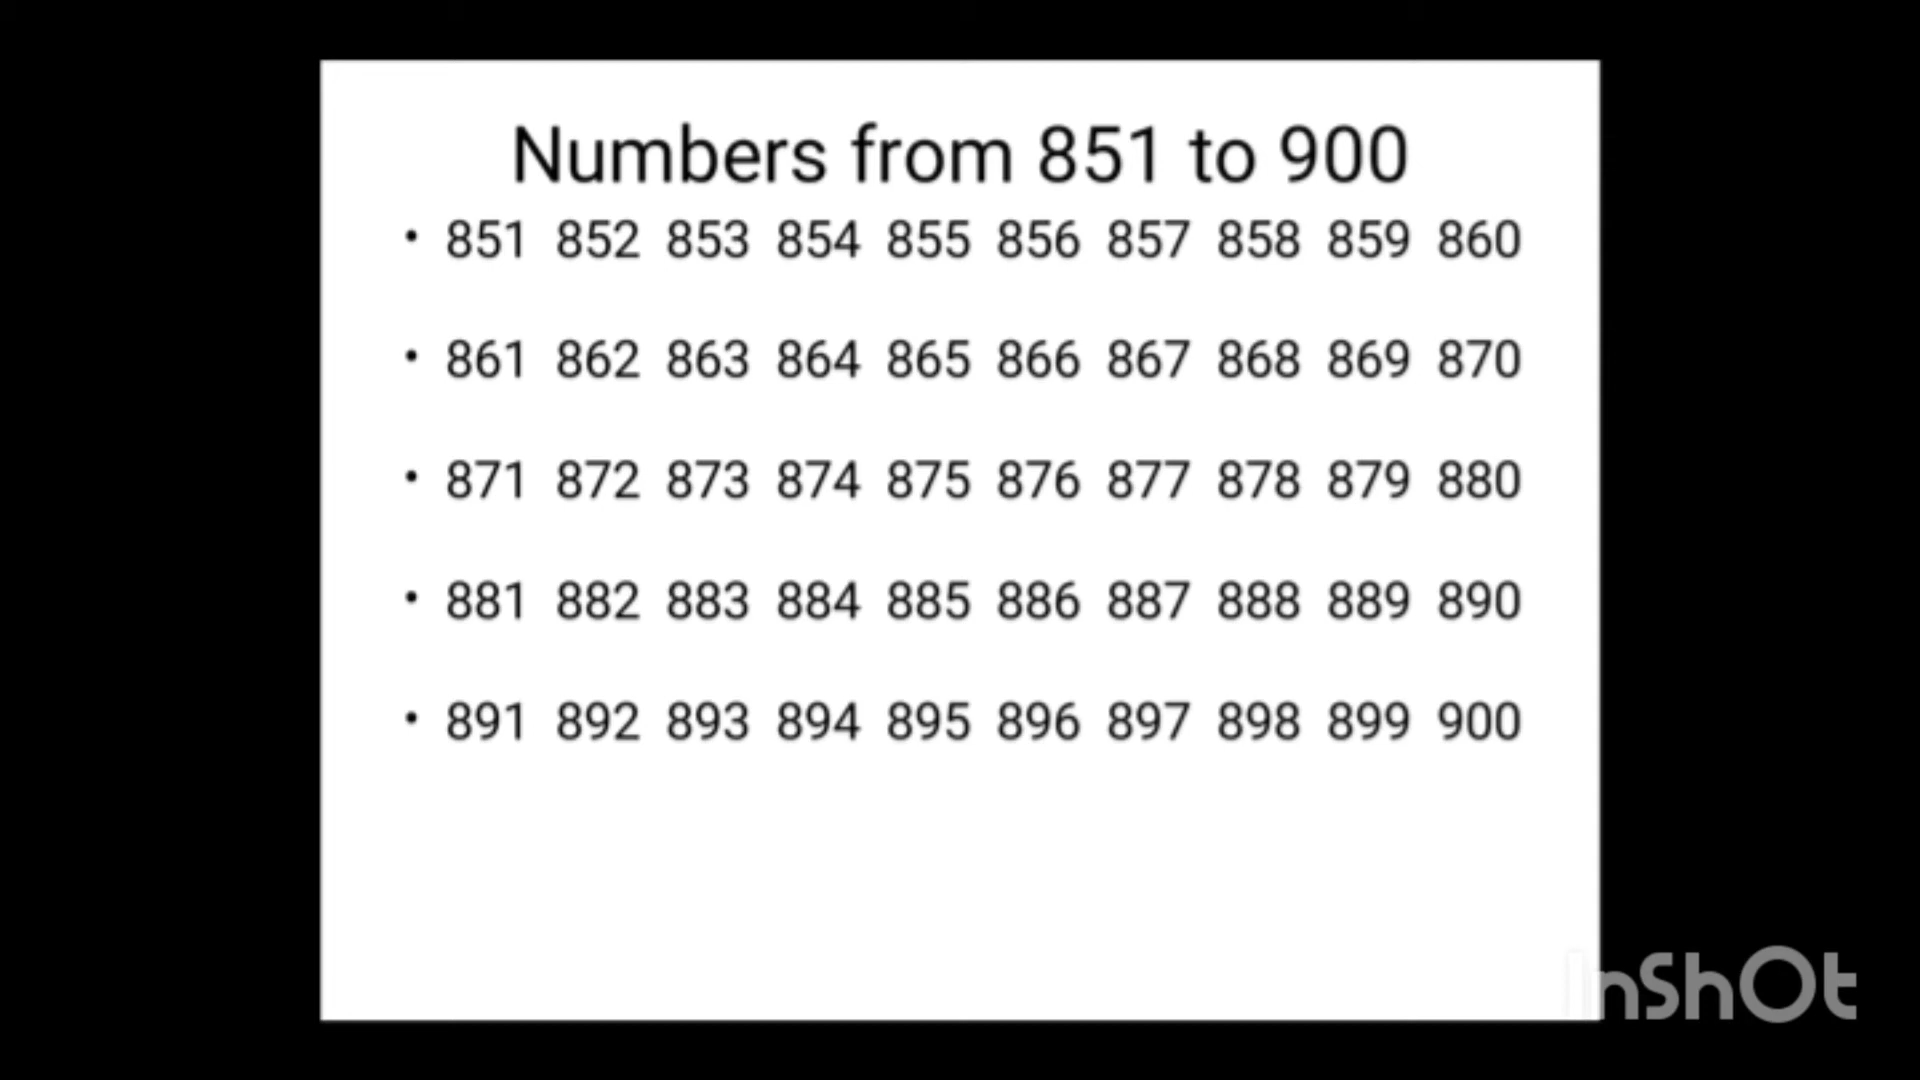 Numbers from 851 to 900
• 851 852 853 854 855 856 857 858 859 860
• 861 862 863 864 865 866 867 868 869 870
• 871 872 873 874 875 876 877 878 879 880
• 881 882 883 884 885 886 887 888 889 890
• 891 892 893 894 895 896 897 898 899 900
InShOt